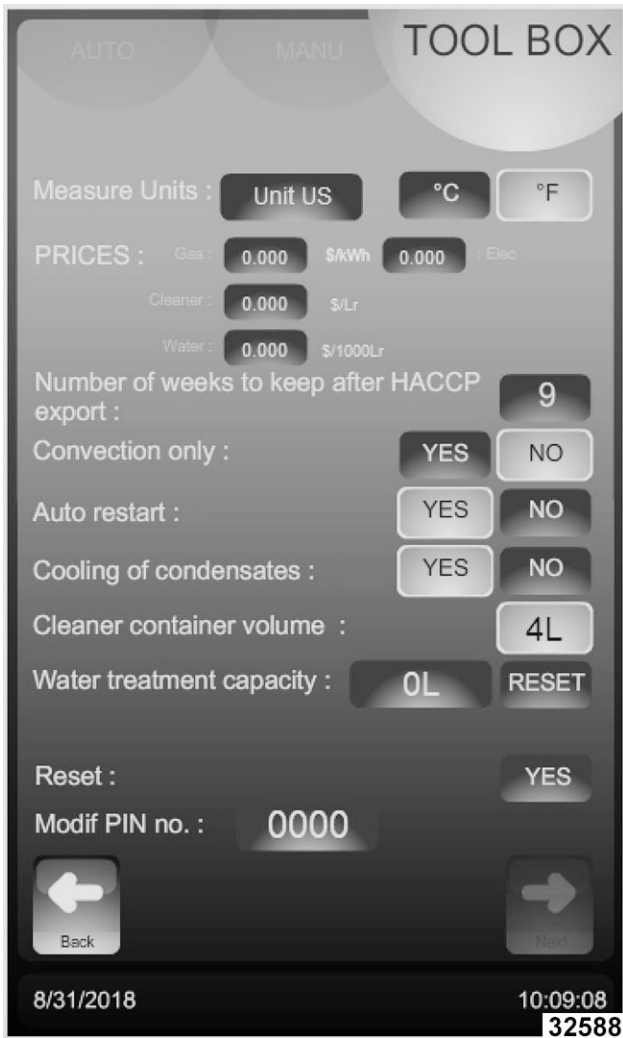 AUTO MANU TOOL BOX
Measure Units : Unit US °C °F
PRICES : Gas : 0.000 $/kWh 0.000 : Elec
Cleaner : 0.000 $/Lr
Water : 0.000 $/1000Lr
Number of weeks to keep after HACCP
export : 9
Convection only : YES NO
Auto restart : YES NO
Cooling of condensates : YES NO
Cleaner container volume : 4L
Water treatment capacity : 0L RESET
Reset : YES
Modif PIN no. : 0000
Back Next
8/31/2018 10:09:08
32588